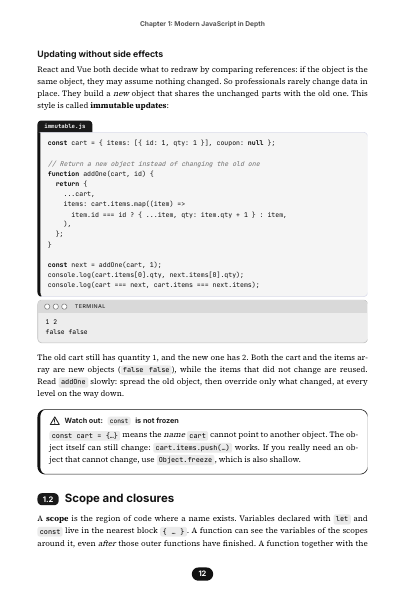 Chapter 1: Modern JavaScript in Depth
Updating without side effects
React and Vue both decide what to redraw by comparing references: if the object is the
same object, they may assume nothing changed. So professionals rarely change data in
place. They build a new object that shares the unchanged parts with the old one. This
style is called immutable updates:
immutable.js
const cart = { items: [{ id: 1, qty: 1 }], coupon: null };
// Return a new object instead of changing the old one
function addOne(cart, id) {
  return {
    ...cart,
    items: cart.items.map((item) =>
      item.id === id ? { ...item, qty: item.qty + 1 } : item,
    ),
  };
}
const next = addOne(cart, 1);
console.log(cart.items[0].qty, next.items[0].qty);
console.log(cart === next, cart.items === next.items);
TERMINAL
1 2
false false
The old cart still has quantity 1, and the new one has 2. Both the cart and the items ar-
ray are new objects ( false false ), while the items that did not change are reused.
Read addOne slowly: spread the old object, then override only what changed, at every
level on the way down.
Watch out: const is not frozen
const cart = {…} means the name cart cannot point to another object. The ob-
ject itself can still change: cart.items.push(…) works. If you really need an ob-
ject that cannot change, use Object.freeze , which is also shallow.
1.2 Scope and closures
A scope is the region of code where a name exists. Variables declared with let and
const live in the nearest block { … } . A function can see the variables of the scopes
around it, even after those outer functions have finished. A function together with the
12